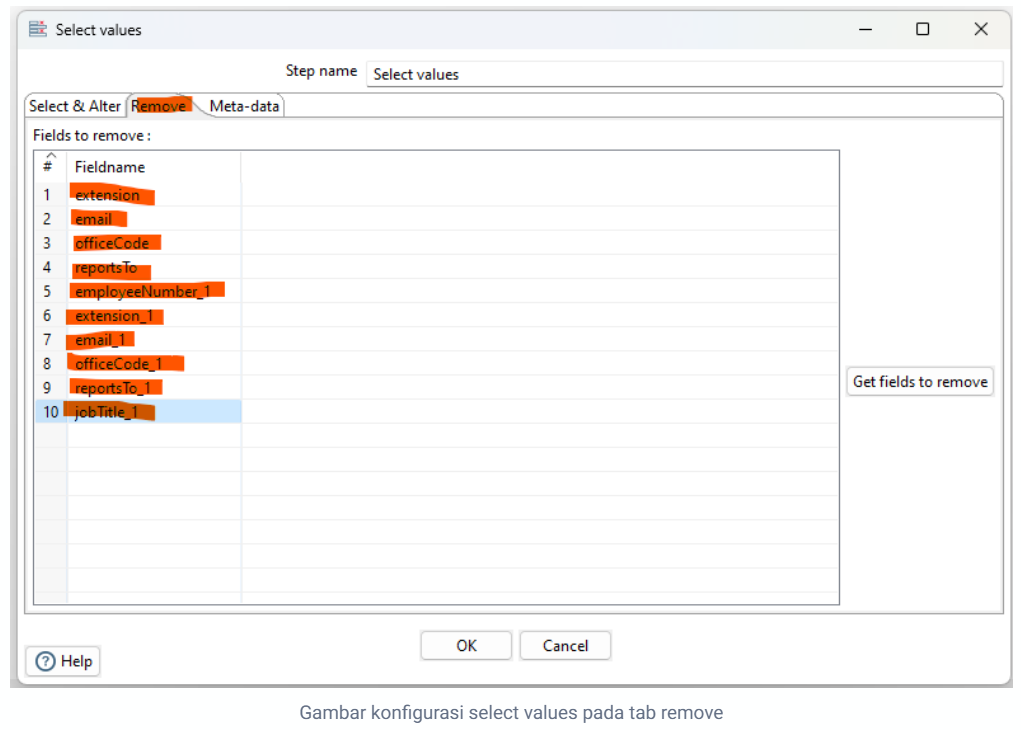 Select values
Step name Select values
Select & Alter Remove Meta-data
Fields to remove :
# Fieldname
1 extension
2 email
3 officeCode
4 reportsTo
5 employeeNumber_1
6 extension_1
7 email_1
8 officeCode_1
9 reportsTo_1
10 jobTitle_1
Get fields to remove
OK Cancel
Help
Gambar konfigurasi select values pada tab remove